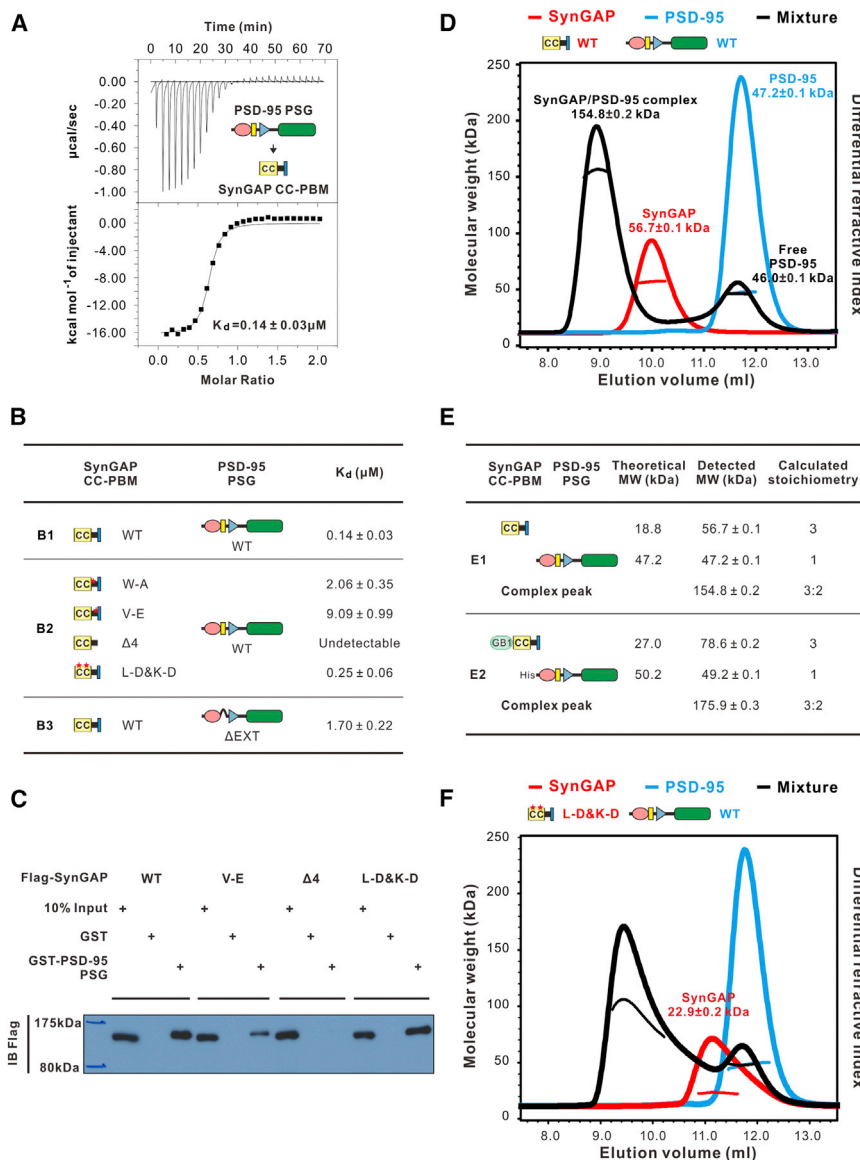 A
Time (min)
0 10 20 30 40 50 60 70
0.00
-0.20
-0.40
-0.60
-0.80
-1.00
µcal/sec
PSD-95 PSG
CC
SynGAP CC-PBM
0.00
-4.00
-8.00
-12.00
-16.00
kcal mol⁻¹ of injectant
Kd=0.14 ± 0.03µM
0.0 0.5 1.0 1.5 2.0
Molar Ratio
B
SynGAP CC-PBM
PSD-95 PSG
Kd (µM)
B1 CC WT WT 0.14 ± 0.03
B2 CC W-A 2.06 ± 0.35
CC V-E 9.09 ± 0.99
WT
CC Δ4 Undetectable
CC L-D&K-D 0.25 ± 0.06
B3 CC WT ΔEXT 1.70 ± 0.22
C
Flag-SynGAP WT V-E Δ4 L-D&K-D
10% Input + + + +
GST + + + +
GST-PSD-95 PSG + + + +
IB Flag
175kDa
80kDa
D
SynGAP PSD-95 Mixture
CC WT WT
250
200
150
100
50
0
Molecular weight (kDa)
Differential refractive index
SynGAP/PSD-95 complex
154.8±0.2 kDa
PSD-95
47.2±0.1 kDa
SynGAP
56.7±0.1 kDa
Free
PSD-95
46.0±0.1 kDa
8.0 9.0 10.0 11.0 12.0 13.0
Elution volume (ml)
E
SynGAP CC-PBM
PSD-95 PSG
Theoretical MW (kDa)
Detected MW (kDa)
Calculated stoichiometry
CC 18.8 56.7 ± 0.1 3
E1
47.2 47.2 ± 0.1 1
Complex peak 154.8 ± 0.2 3:2
GB1 CC 27.0 78.6 ± 0.2 3
E2
His 50.2 49.2 ± 0.1 1
Complex peak 175.9 ± 0.3 3:2
F
SynGAP PSD-95 Mixture
CC L-D&K-D WT
250
200
150
100
50
0
Molecular weight (kDa)
Differential refractive index
SynGAP
22.9±0.2 kDa
8.0 9.0 10.0 11.0 12.0 13.0
Elution volume (ml)